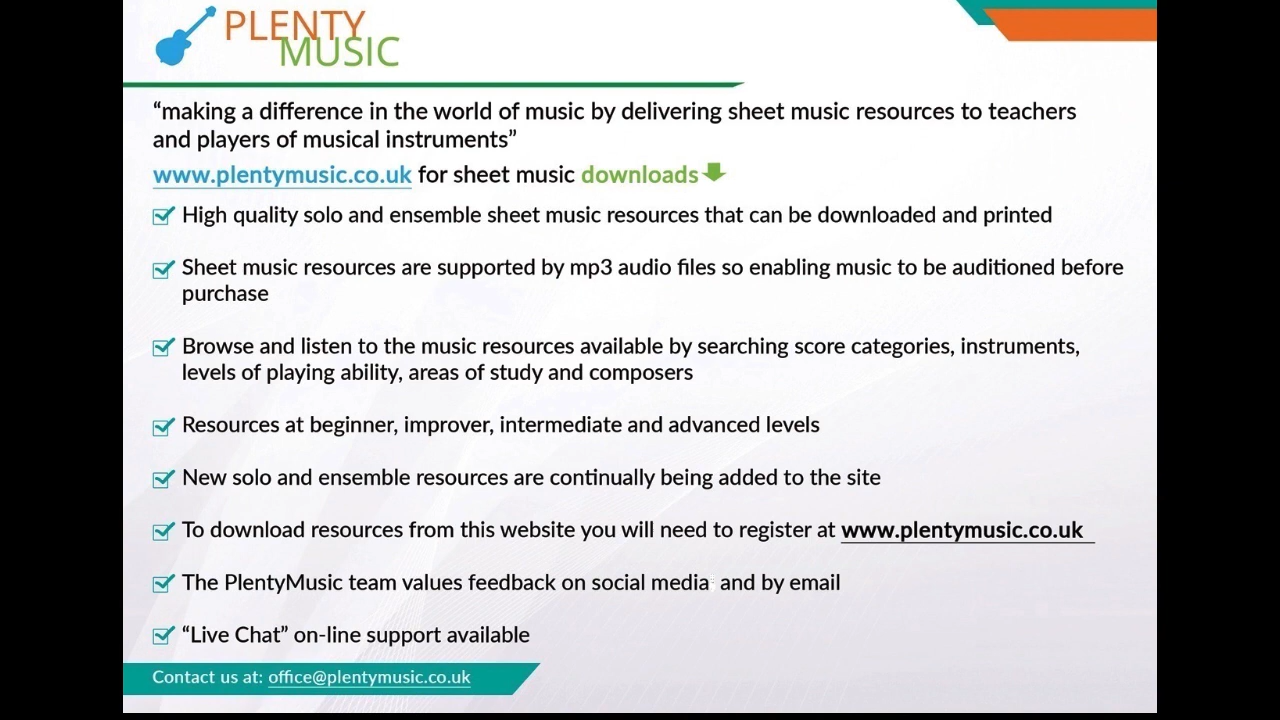 PLENTY
MUSIC
“making a difference in the world of music by delivering sheet music resources to teachers
and players of musical instruments”
www.plentymusic.co.uk for sheet music downloads
High quality solo and ensemble sheet music resources that can be downloaded and printed
Sheet music resources are supported by mp3 audio files so enabling music to be auditioned before
purchase
Browse and listen to the music resources available by searching score categories, instruments,
levels of playing ability, areas of study and composers
Resources at beginner, improver, intermediate and advanced levels
New solo and ensemble resources are continually being added to the site
To download resources from this website you will need to register at www.plentymusic.co.uk
The PlentyMusic team values feedback on social media and by email
“Live Chat” on-line support available
Contact us at: office@plentymusic.co.uk